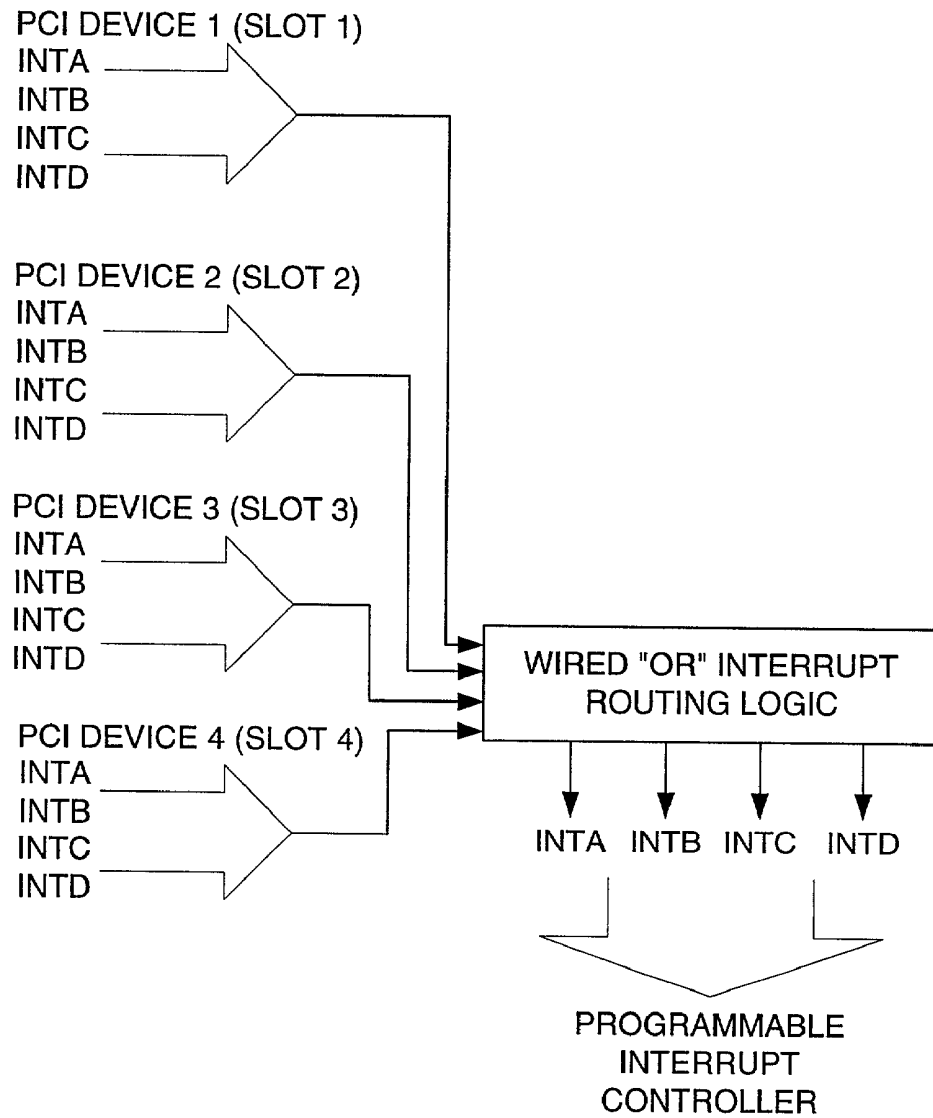 PCI DEVICE 1 (SLOT 1)
INTA
INTB
INTC
INTD
PCI DEVICE 2 (SLOT 2)
INTA
INTB
INTC
INTD
PCI DEVICE 3 (SLOT 3)
INTA
INTB
INTC
INTD
PCI DEVICE 4 (SLOT 4)
INTA
INTB
INTC
INTD
WIRED "OR" INTERRUPT
ROUTING LOGIC
INTA INTB INTC INTD
PROGRAMMABLE
INTERRUPT
CONTROLLER